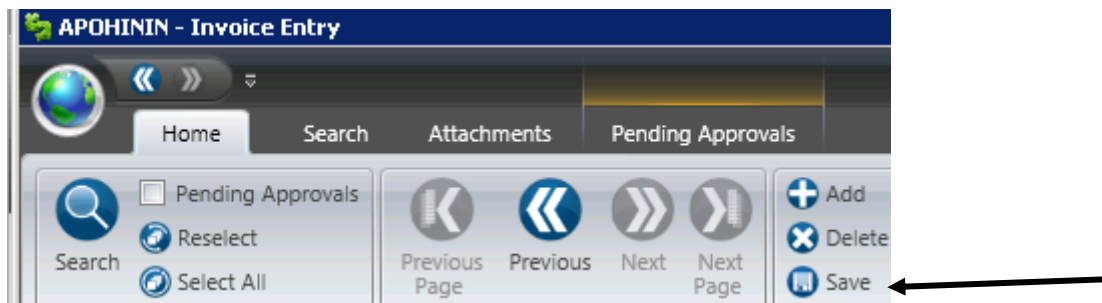 APOHININ - Invoice Entry
Home Search Attachments Pending Approvals
Search
Pending Approvals
Reselect
Select All
Previous Page
Previous
Next
Next Page
Add
Delete
Save